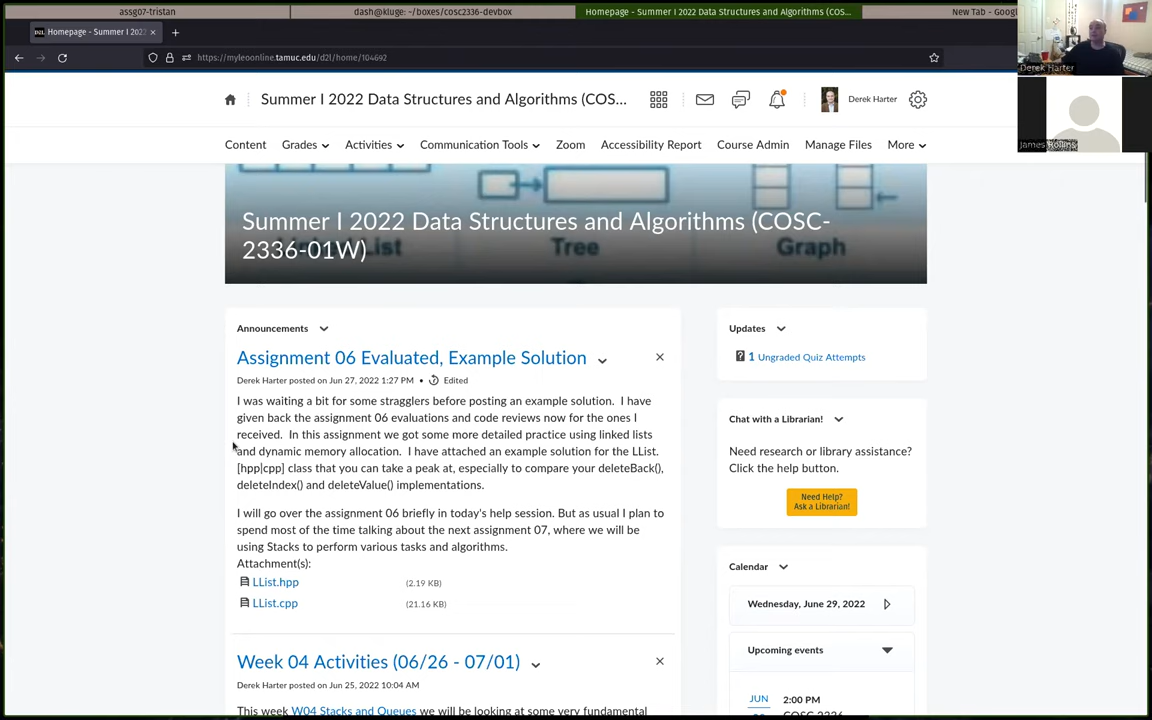 assg07-tristan
dash@kluge: ~/boxes/cosc2336-devbox
Homepage - Summer I 2022 Data Structures and Algorithms (COS...
New Tab - Googl
Homepage - Summer I 2022
https://myleoonline.tamuc.edu/d2l/home/104692
Derek Harter
James Rollins
Summer I 2022 Data Structures and Algorithms (COS...
Derek Harter
Content
Grades
Activities
Communication Tools
Zoom
Accessibility Report
Course Admin
Manage Files
More
Summer I 2022 Data Structures and Algorithms (COSC-
2336-01W)
List
Tree
Graph
Announcements
Assignment 06 Evaluated, Example Solution
Derek Harter posted on Jun 27, 2022 1:27 PM • Edited
I was waiting a bit for some stragglers before posting an example solution. I have
given back the assignment 06 evaluations and code reviews now for the ones I
received. In this assignment we got some more detailed practice using linked lists
and dynamic memory allocation. I have attached an example solution for the LList.
[hpp|cpp] class that you can take a peak at, especially to compare your deleteBack(),
deleteIndex() and deleteValue() implementations.
I will go over the assignment 06 briefly in today's help session. But as usual I plan to
spend most of the time talking about the next assignment 07, where we will be
using Stacks to perform various tasks and algorithms.
Attachment(s):
LList.hpp (2.19 KB)
LList.cpp (21.16 KB)
Week 04 Activities (06/26 - 07/01)
Derek Harter posted on Jun 25, 2022 10:04 AM
This week W04 Stacks and Queues we will be looking at some very fundamental
Updates
1 Ungraded Quiz Attempts
Chat with a Librarian!
Need research or library assistance?
Click the help button.
Need Help?
Ask a Librarian!
Calendar
Wednesday, June 29, 2022
Upcoming events
JUN
2:00 PM
COSC 2336